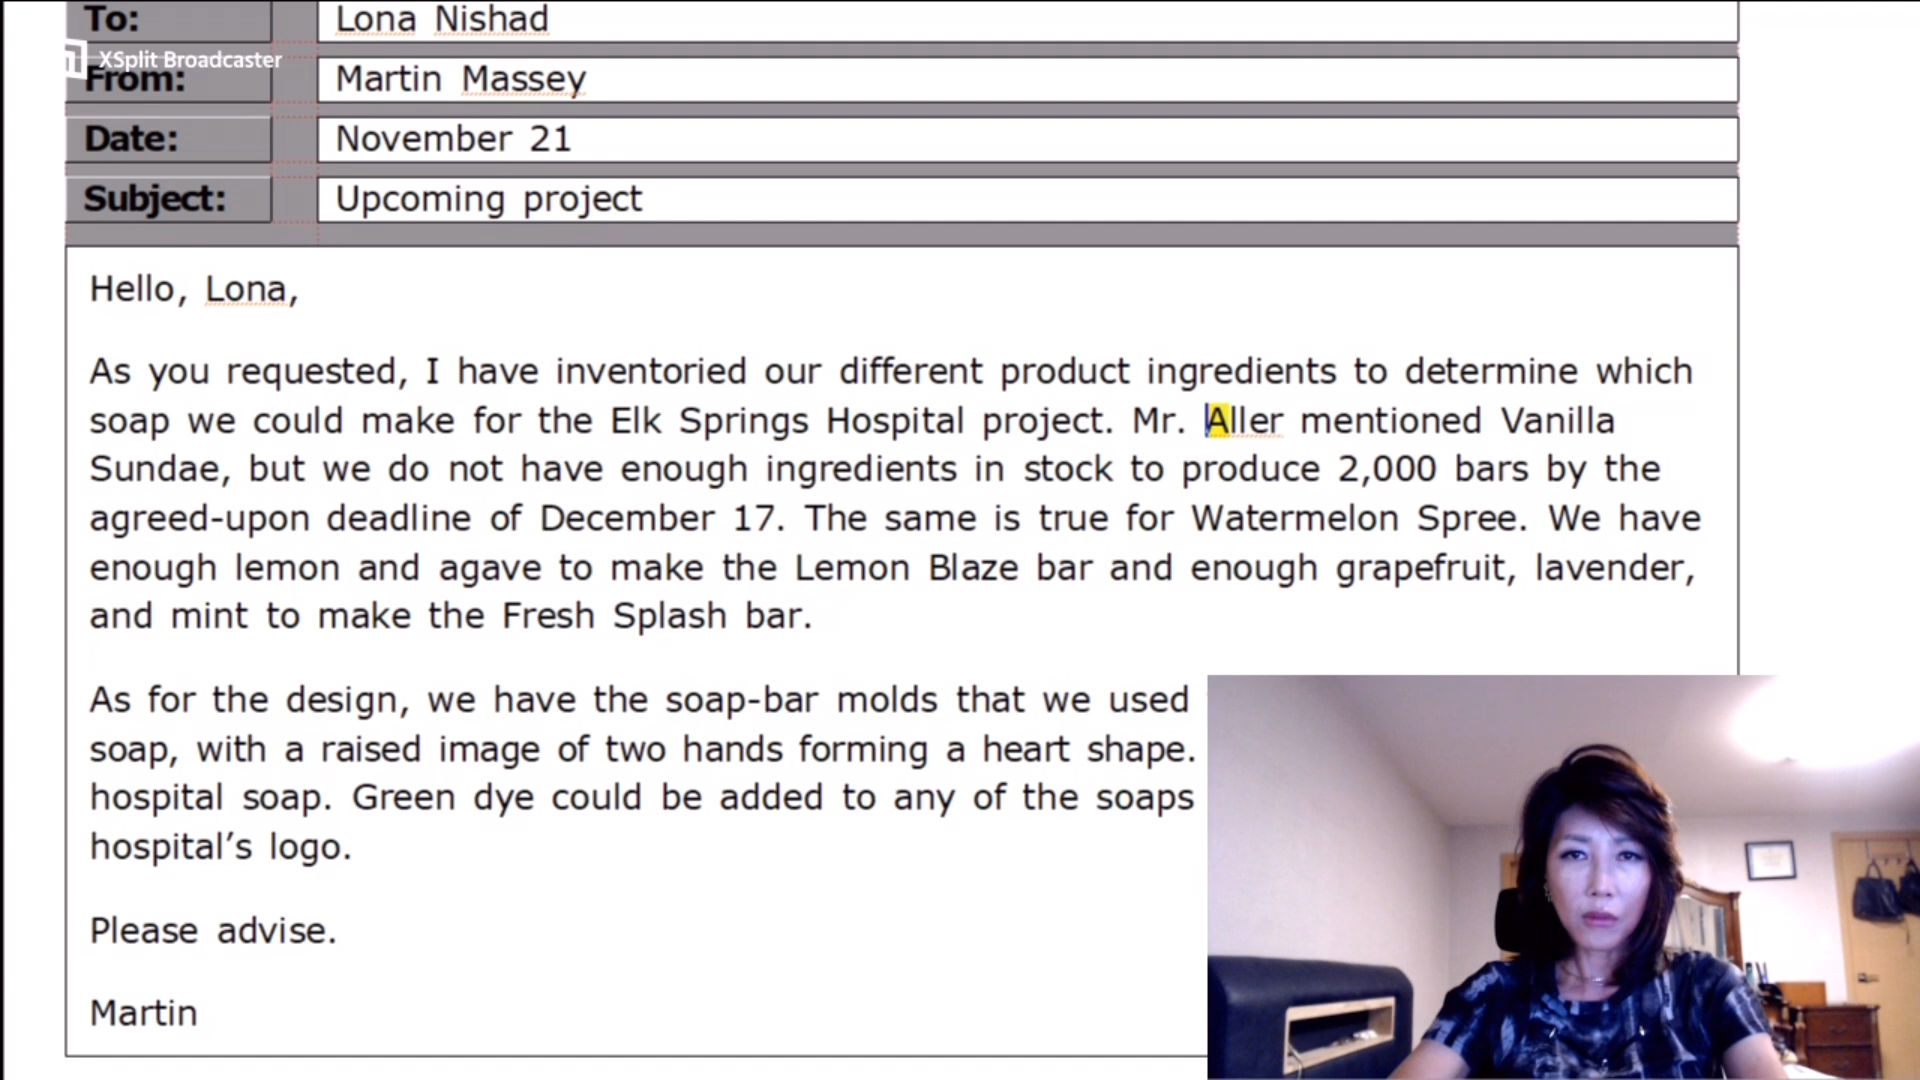 To: Lona Nishad
XSplit Broadcaster
From: Martin Massey
Date: November 21
Subject: Upcoming project
Hello, Lona,
As you requested, I have inventoried our different product ingredients to determine which
soap we could make for the Elk Springs Hospital project. Mr. Aller mentioned Vanilla
Sundae, but we do not have enough ingredients in stock to produce 2,000 bars by the
agreed-upon deadline of December 17. The same is true for Watermelon Spree. We have
enough lemon and agave to make the Lemon Blaze bar and enough grapefruit, lavender,
and mint to make the Fresh Splash bar.
As for the design, we have the soap-bar molds that we used
soap, with a raised image of two hands forming a heart shape.
hospital soap. Green dye could be added to any of the soaps
hospital’s logo.
Please advise.
Martin